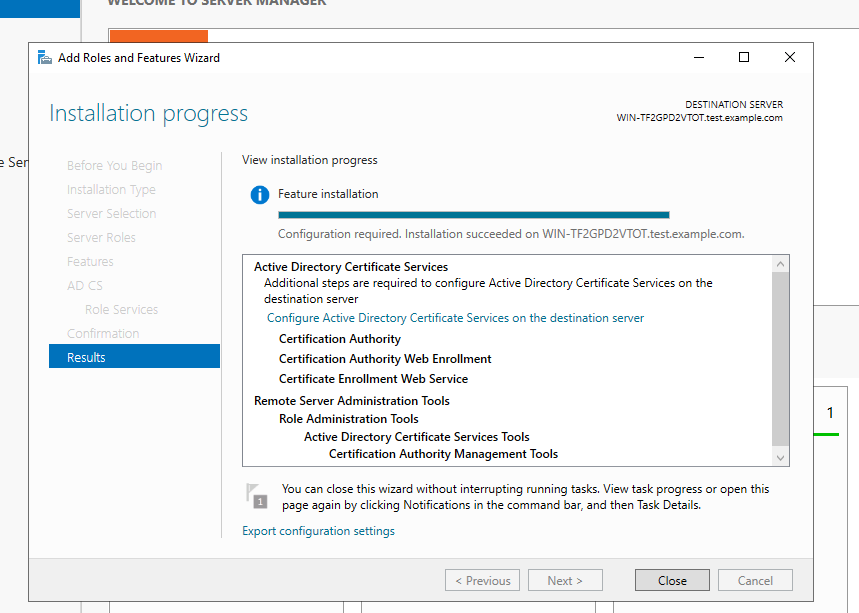 WELCOME TO SERVER MANAGER
Add Roles and Features Wizard
Installation progress
DESTINATION SERVER
WIN-TF2GPD2VTOT.test.example.com
Before You Begin
Installation Type
Server Selection
Server Roles
Features
AD CS
Role Services
Confirmation
Results
View installation progress
Feature installation
Configuration required. Installation succeeded on WIN-TF2GPD2VTOT.test.example.com.
Active Directory Certificate Services
Additional steps are required to configure Active Directory Certificate Services on the
destination server
Configure Active Directory Certificate Services on the destination server
Certification Authority
Certification Authority Web Enrollment
Certificate Enrollment Web Service
Remote Server Administration Tools
Role Administration Tools
Active Directory Certificate Services Tools
Certification Authority Management Tools
1
You can close this wizard without interrupting running tasks. View task progress or open this
page again by clicking Notifications in the command bar, and then Task Details.
Export configuration settings
< Previous
Next >
Close
Cancel
e Ser
1